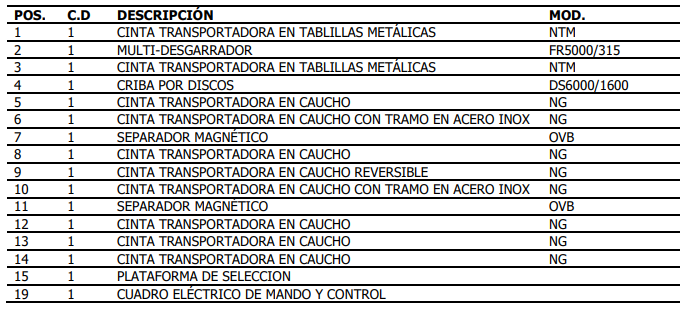 POS. C.D DESCRIPCIÓN MOD.
1 1 CINTA TRANSPORTADORA EN TABLILLAS METÁLICAS NTM
2 1 MULTI-DESGARRADOR FR5000/315
3 1 CINTA TRANSPORTADORA EN TABLILLAS METÁLICAS NTM
4 1 CRIBA POR DISCOS DS6000/1600
5 1 CINTA TRANSPORTADORA EN CAUCHO NG
6 1 CINTA TRANSPORTADORA EN CAUCHO CON TRAMO EN ACERO INOX NG
7 1 SEPARADOR MAGNÉTICO OVB
8 1 CINTA TRANSPORTADORA EN CAUCHO NG
9 1 CINTA TRANSPORTADORA EN CAUCHO REVERSIBLE NG
10 1 CINTA TRANSPORTADORA EN CAUCHO CON TRAMO EN ACERO INOX NG
11 1 SEPARADOR MAGNÉTICO OVB
12 1 CINTA TRANSPORTADORA EN CAUCHO NG
13 1 CINTA TRANSPORTADORA EN CAUCHO NG
14 1 CINTA TRANSPORTADORA EN CAUCHO NG
15 1 PLATAFORMA DE SELECCION
19 1 CUADRO ELÉCTRICO DE MANDO Y CONTROL